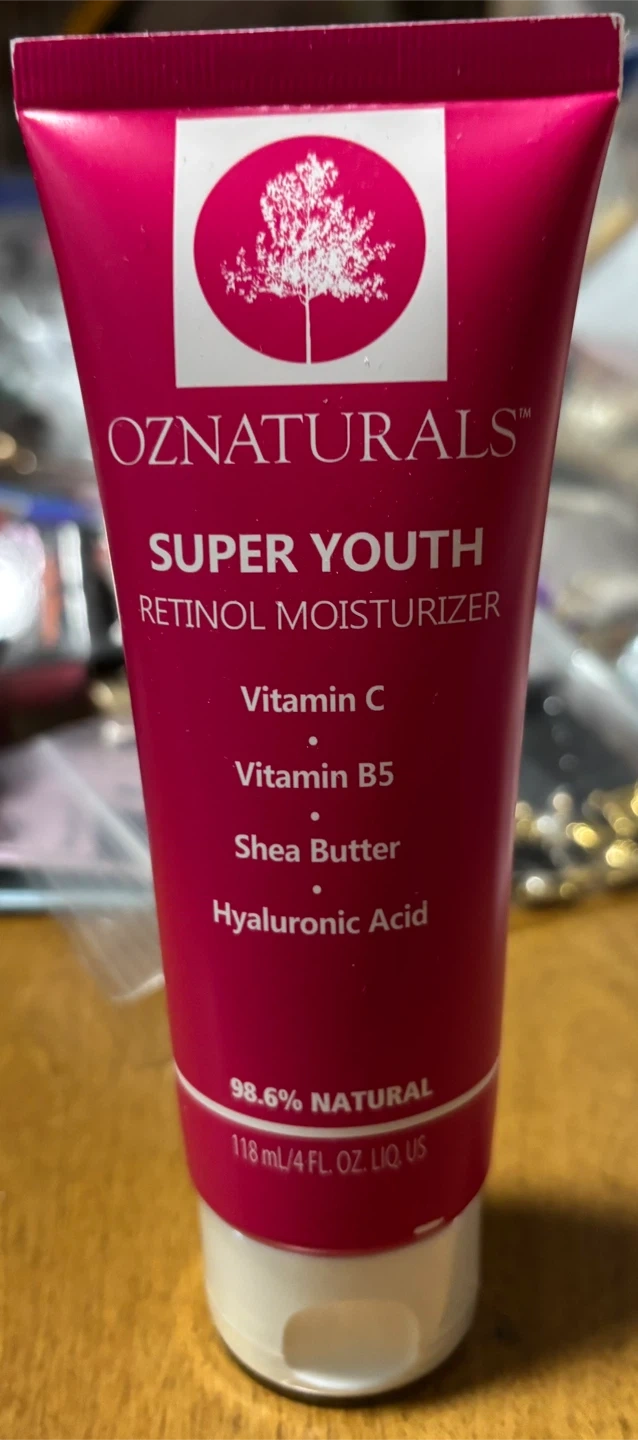 OZNATURALS™
SUPER YOUTH
RETINOL MOISTURIZER
Vitamin C
•
Vitamin B5
•
Shea Butter
•
Hyaluronic Acid
98.6% NATURAL
118 mL/4 FL. OZ. LIQ. US